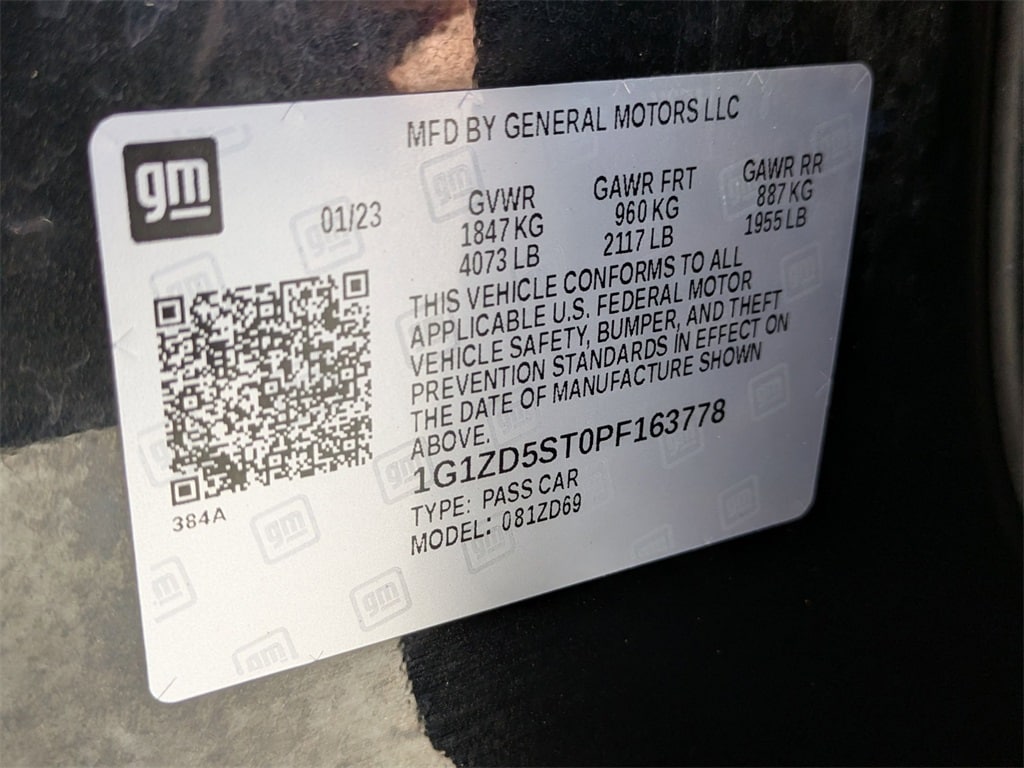 MFD BY GENERAL MOTORS LLC
gm
01/23
GVWR
1847 KG
4073 LB
GAWR FRT
960 KG
2117 LB
GAWR RR
887 KG
1955 LB
THIS VEHICLE CONFORMS TO ALL
APPLICABLE U.S. FEDERAL MOTOR
VEHICLE SAFETY, BUMPER, AND THEFT
PREVENTION STANDARDS IN EFFECT ON
THE DATE OF MANUFACTURE SHOWN
ABOVE.
1G1ZD5ST0PF163778
TYPE: PASS CAR
MODEL: 081ZD69
384A